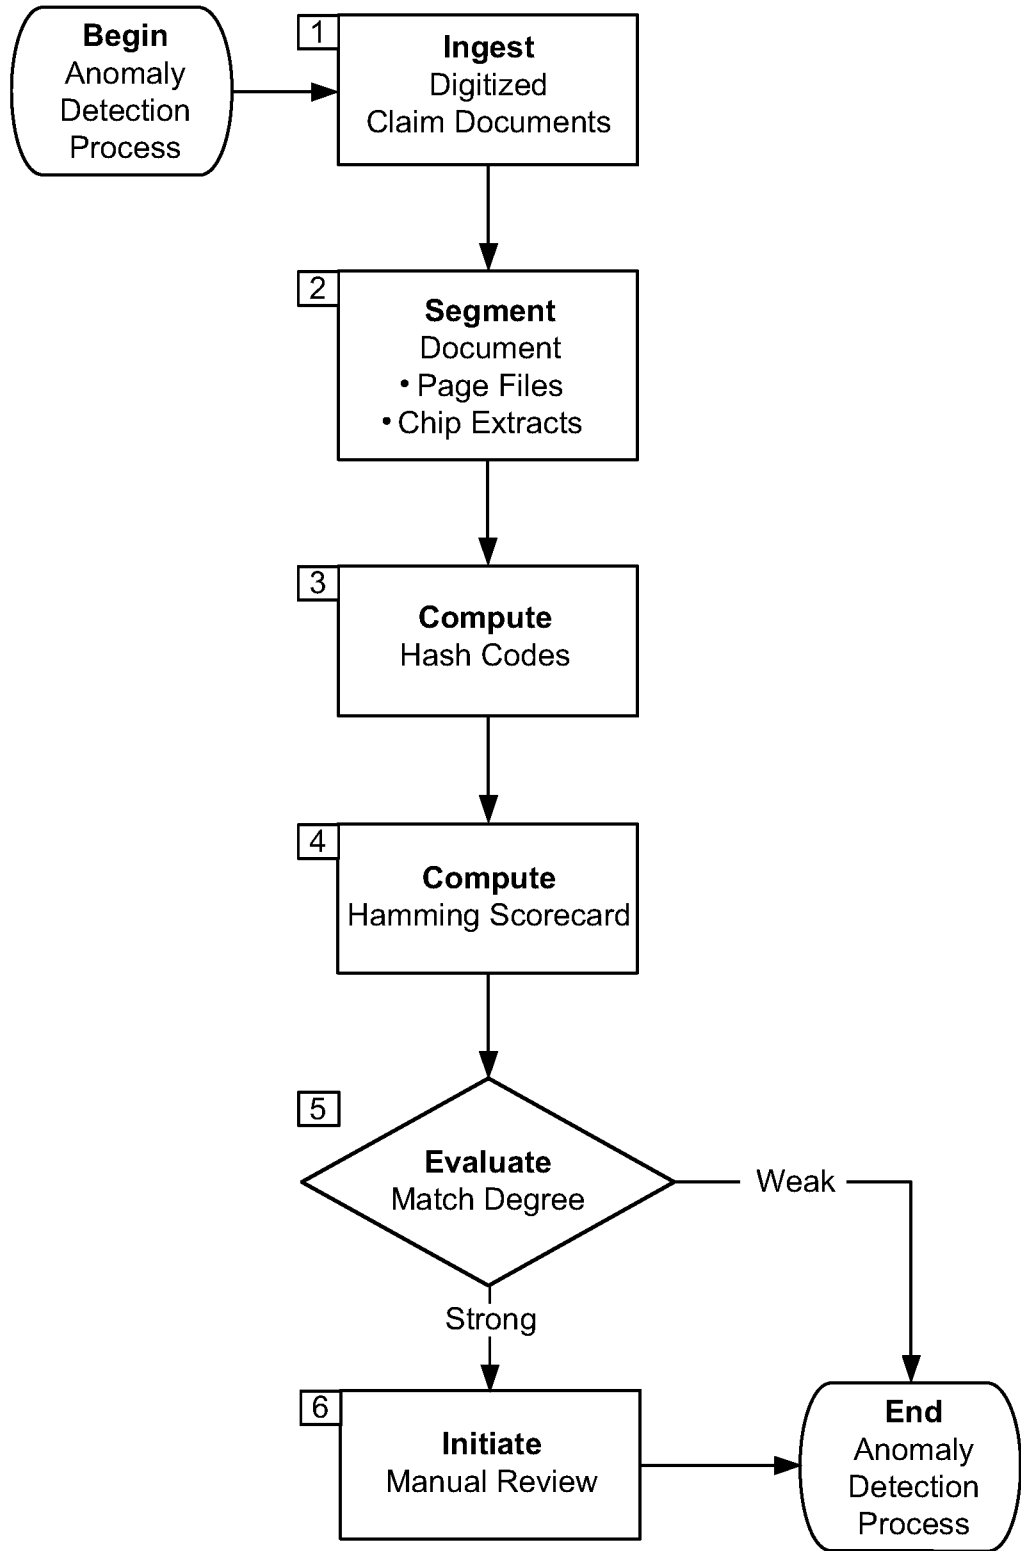 Begin
Anomaly
Detection
Process
1
Ingest
Digitized
Claim Documents
2
Segment
Document
• Page Files
• Chip Extracts
3
Compute
Hash Codes
4
Compute
Hamming Scorecard
5
Evaluate
Match Degree
Weak
Strong
6
Initiate
Manual Review
End
Anomaly
Detection
Process